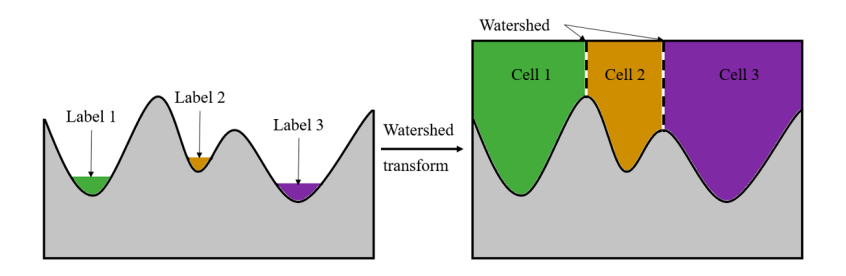 Watershed
Cell 1
Cell 2
Cell 3
Label 1
Label 2
Label 3
Watershed
transform